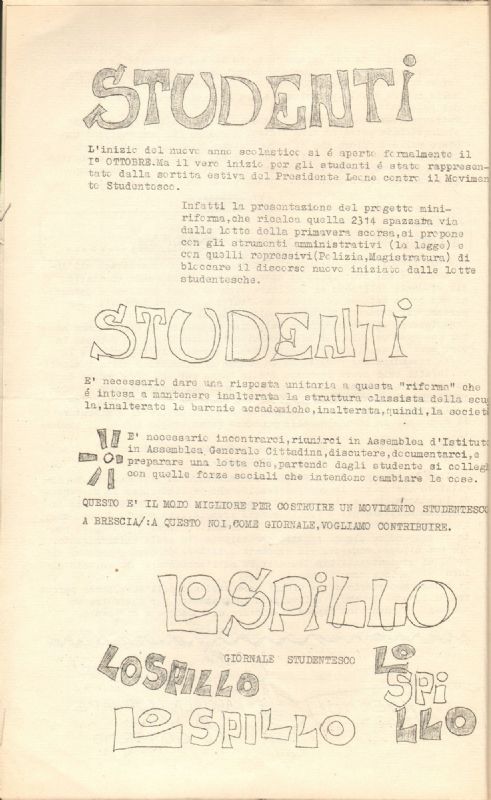 STUDENTI
L'inizio del nuovo anno scolastico si é aperto formalmente il
I° OTTOBRE.Ma il vero inizio per gli studenti é stato rappresen-
tato dalla sortita estiva del Presidente Leone contro il Movimen
to Studentesco.
Infatti la presentazione del progetto mini-
riforma,che ricalca quella 2314 spazzata via
dalle lotte della primavera scorsa,si propone
con gli strumenti amministrativi (la legge) e
con quelli repressivi(Polizia,Magistratura) di
bloccare il discorso nuovo iniziato dalle lotte
studentesche.
STUDENTI
E' necessario dare una risposta unitaria a questa "riforma" che
é intesa a mantenere inalterata la struttura classista della scu
la,inalterato le baronie accademiche,inalterata,quindi,la societ
E' necessario incontrarci,riunirci in Assemblea d'Istituto
in Assemblea Generale Cittadina,discutere,documentarci,e
preparare una lotta che,partendo dagli studente si colleg
con quelle forze sociali che intendono cambiare le cose.
QUESTO E' IL MODO MIGLIORE PER COSTRUIRE UN MOVIMENTO STUDENTESCO
A BRESCIA/:A QUESTO NOI,COME GIORNALE,VOGLIAMO CONTRIBUIRE.
LO SPILLO
GIORNALE STUDENTESCO
LO SPILLO
LO
SPI
LLO
LO SPILLO